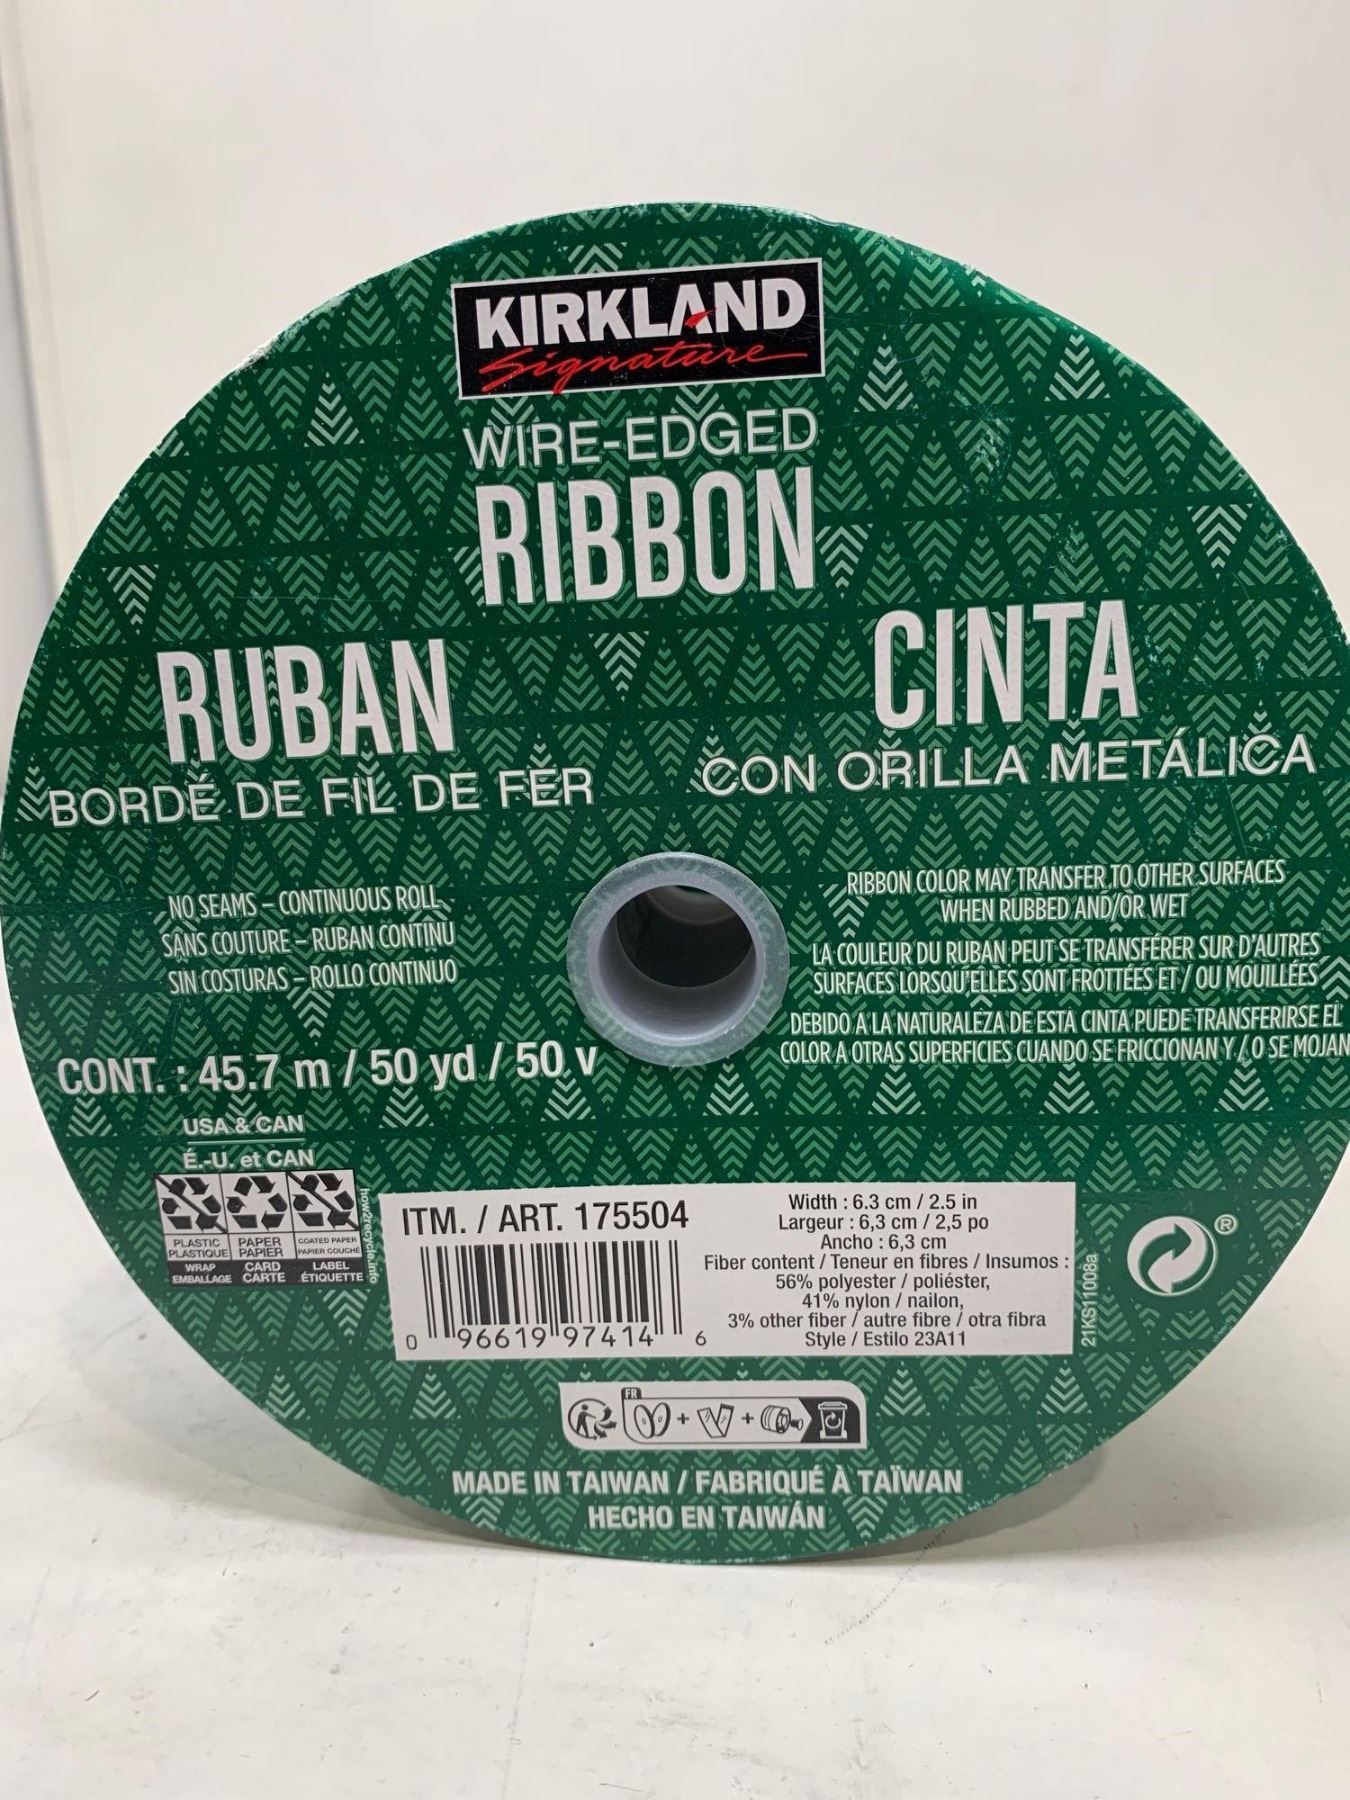 KIRKLAND
Signature
WIRE-EDGED
RIBBON
RUBAN
BORDÉ DE FIL DE FER
CINTA
CON ORILLA METÁLICA
NO SEAMS – CONTINUOUS ROLL
SANS COUTURE – RUBAN CONTINU
SIN COSTURAS – ROLLO CONTINUO
RIBBON COLOR MAY TRANSFER TO OTHER SURFACES
WHEN RUBBED AND/OR WET
LA COULEUR DU RUBAN PEUT SE TRANSFÉRER SUR D'AUTRES
SURFACES LORSQU'ELLES SONT FROTTÉES ET / OU MOUILLÉES
DEBIDO A LA NATURALEZA DE ESTA CINTA PUEDE TRANSFERIRSE EL
COLOR A OTRAS SUPERFICIES CUANDO SE FRICCIONAN Y / O SE MOJAN
CONT. : 45.7 m / 50 yd / 50 v
USA & CAN
É.-U. et CAN
PLASTIC
PLASTIQUE
WRAP
EMBALLAGE
PAPER
PAPIER
CARD
CARTE
COATED PAPER
PAPIER COUCHÉ
LABEL
ÉTIQUETTE
how2recycle.info
ITM. / ART. 175504
0 96619 97414 6
Width : 6.3 cm / 2.5 in
Largeur : 6,3 cm / 2,5 po
Ancho : 6,3 cm
Fiber content / Teneur en fibres / Insumos :
56% polyester / poliéster,
41% nylon / nailon,
3% other fiber / autre fibre / otra fibra
Style / Estilo 23A11
21KS11008a
®
FR
MADE IN TAIWAN / FABRIQUÉ À TAÏWAN
HECHO EN TAIWÁN